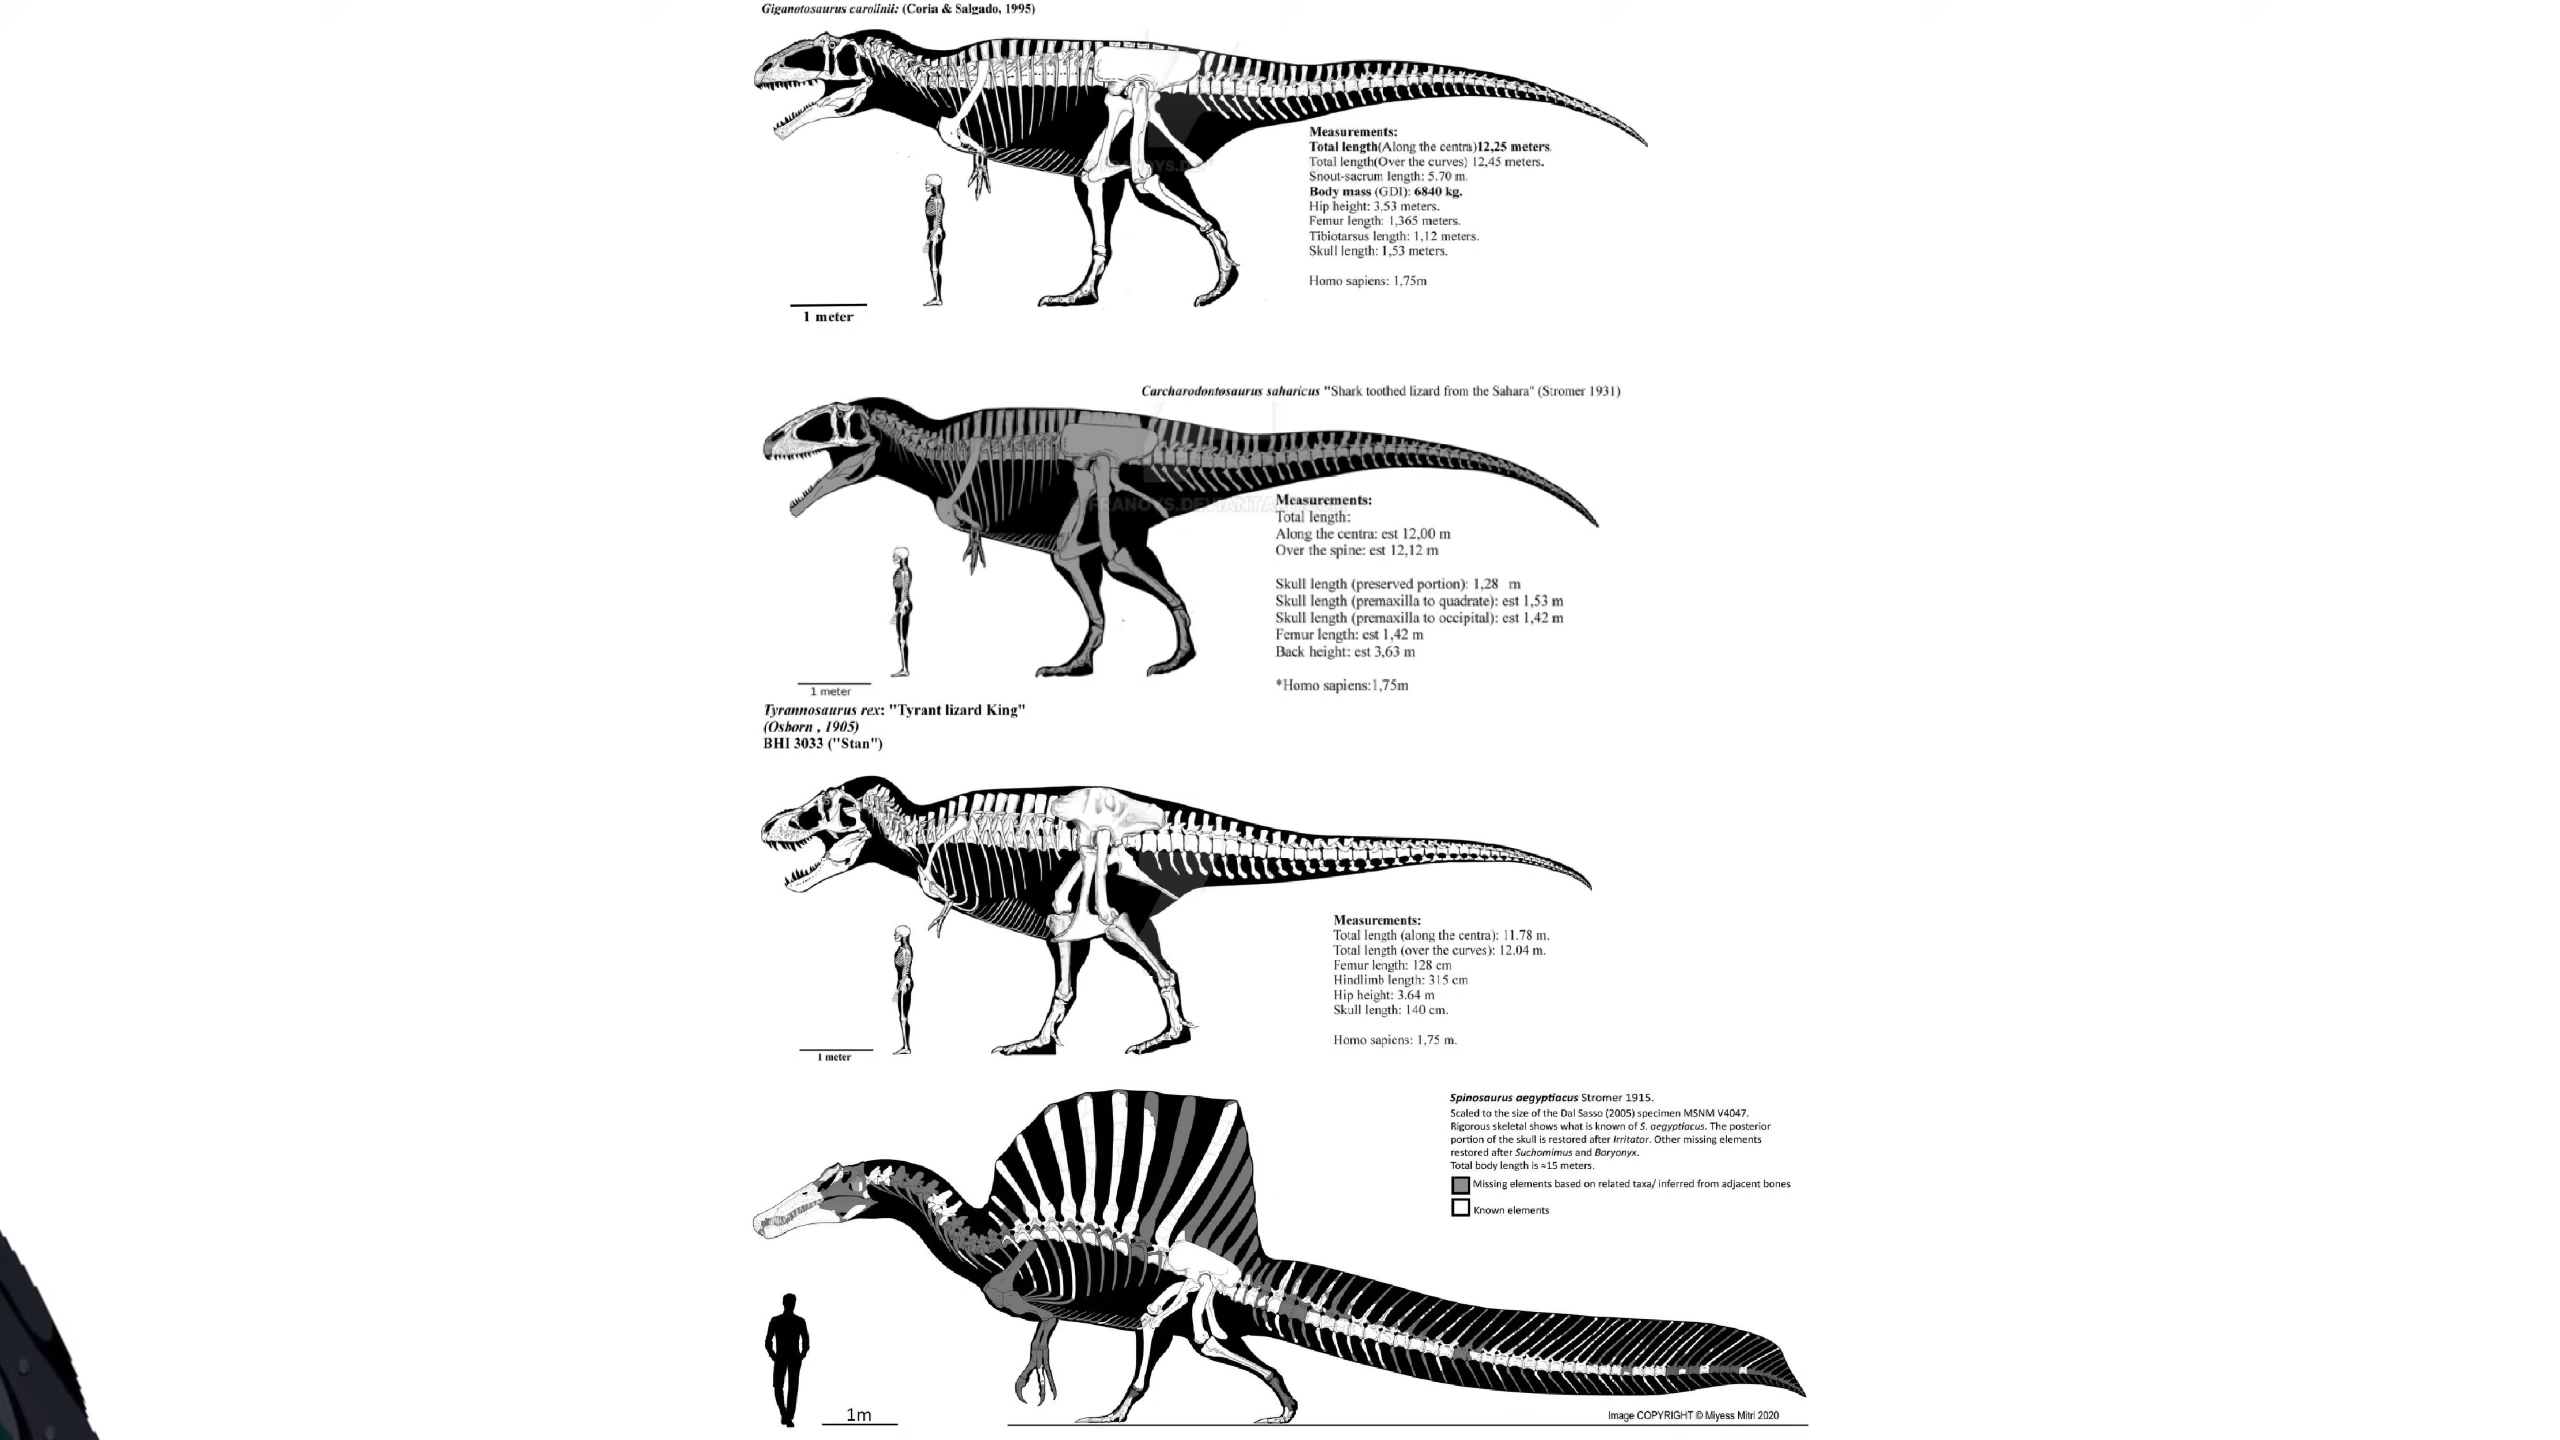 Giganotosaurus carolinii: (Coria & Salgado, 1995)
Measurements:
Total length(Along the centra)12,25 meters.
Total length(Over the curves) 12,45 meters.
Snout-sacrum length: 5.70 m.
Body mass (GDI): 6840 kg.
Hip height: 3,53 meters.
Femur length: 1,365 meters.
Tibiotarsus length: 1,12 meters.
Skull length: 1,53 meters.
Homo sapiens: 1,75m
1 meter
Carcharodontosaurus saharicus "Shark toothed lizard from the Sahara" (Stromer 1931)
Measurements:
Total length:
Along the centra: est 12,00 m
Over the spine: est 12,12 m
Skull length (preserved portion): 1,28 m
Skull length (premaxilla to quadrate): est 1,53 m
Skull length (premaxilla to occipital): est 1,42 m
Femur length: est 1,42 m
Back height: est 3,63 m
*Homo sapiens:1,75m
1 meter
Tyrannosaurus rex: "Tyrant lizard King"
(Osborn , 1905)
BHI 3033 ("Stan")
Measurements:
Total length (along the centra): 11.78 m.
Total length (over the curves): 12.04 m.
Femur length: 128 cm
Hindlimb length: 315 cm
Hip height: 3.64 m
Skull length: 140 cm.
Homo sapiens: 1,75 m.
1 meter
Spinosaurus aegyptiacus Stromer 1915.
Scaled to the size of the Dal Sasso (2005) specimen MSNM V4047.
Rigorous skeletal shows what is known of S. aegyptiacus. The posterior
portion of the skull is restored after Irritator. Other missing elements
restored after Suchomimus and Baryonyx.
Total body length is ≈15 meters.
Missing elements based on related taxa/ inferred from adjacent bones
Known elements
1m
Image COPYRIGHT © Miyess Mitri 2020